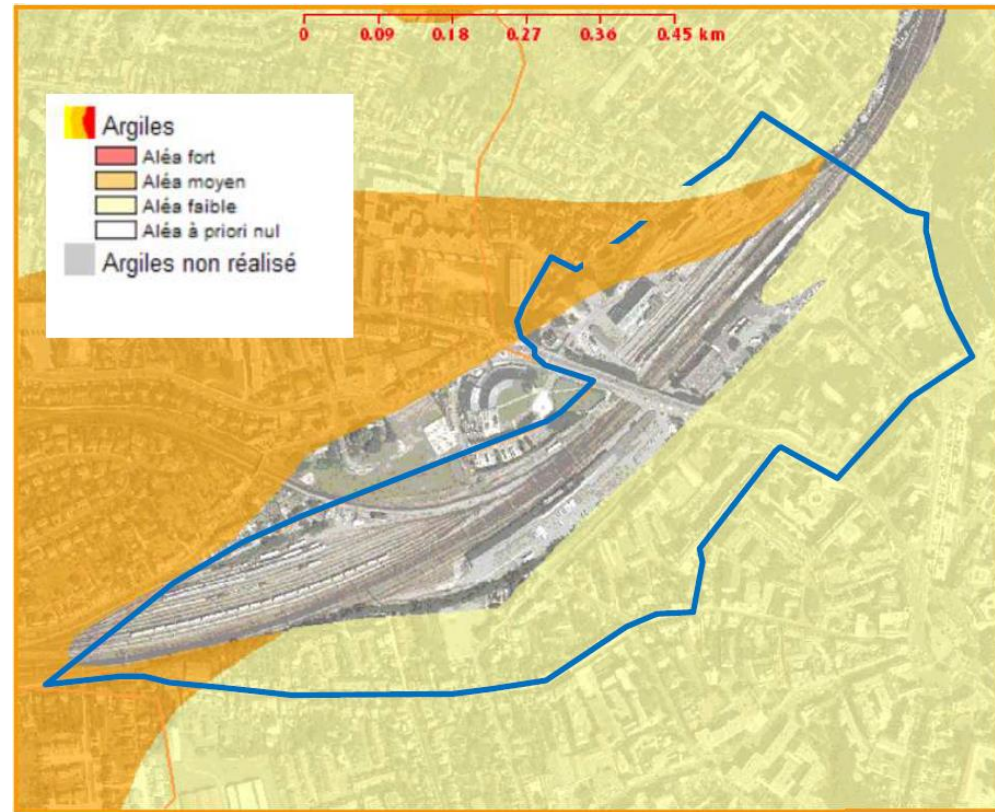 0 0.09 0.18 0.27 0.36 0.45 km
Argiles
Aléa fort
Aléa moyen
Aléa faible
Aléa à priori nul
Argiles non réalisé